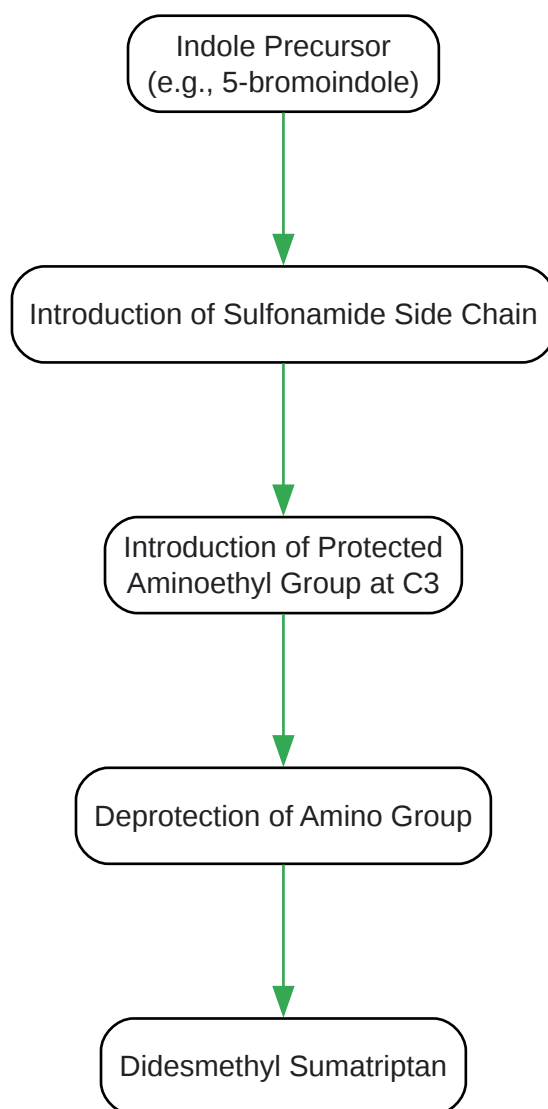 Indole Precursor
(e.g., 5-bromoindole)
Introduction of Sulfonamide Side Chain
Introduction of Protected
Aminoethyl Group at C3
Deprotection of Amino Group
Didesmethyl Sumatriptan